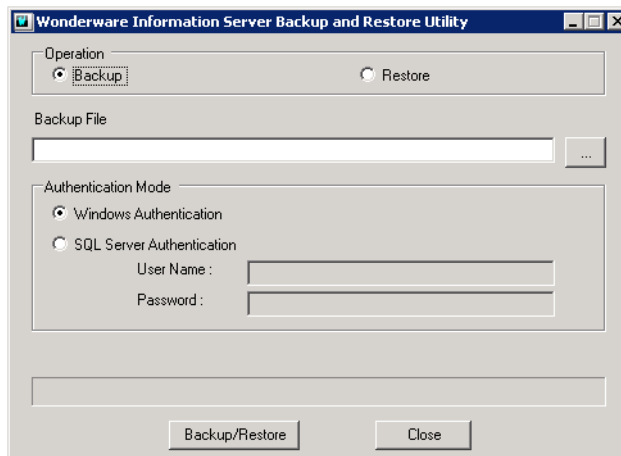 Wonderware Information Server Backup and Restore Utility
Operation
Backup Restore
Backup File
...
Authentication Mode
Windows Authentication
SQL Server Authentication
User Name :
Password :
Backup/Restore Close